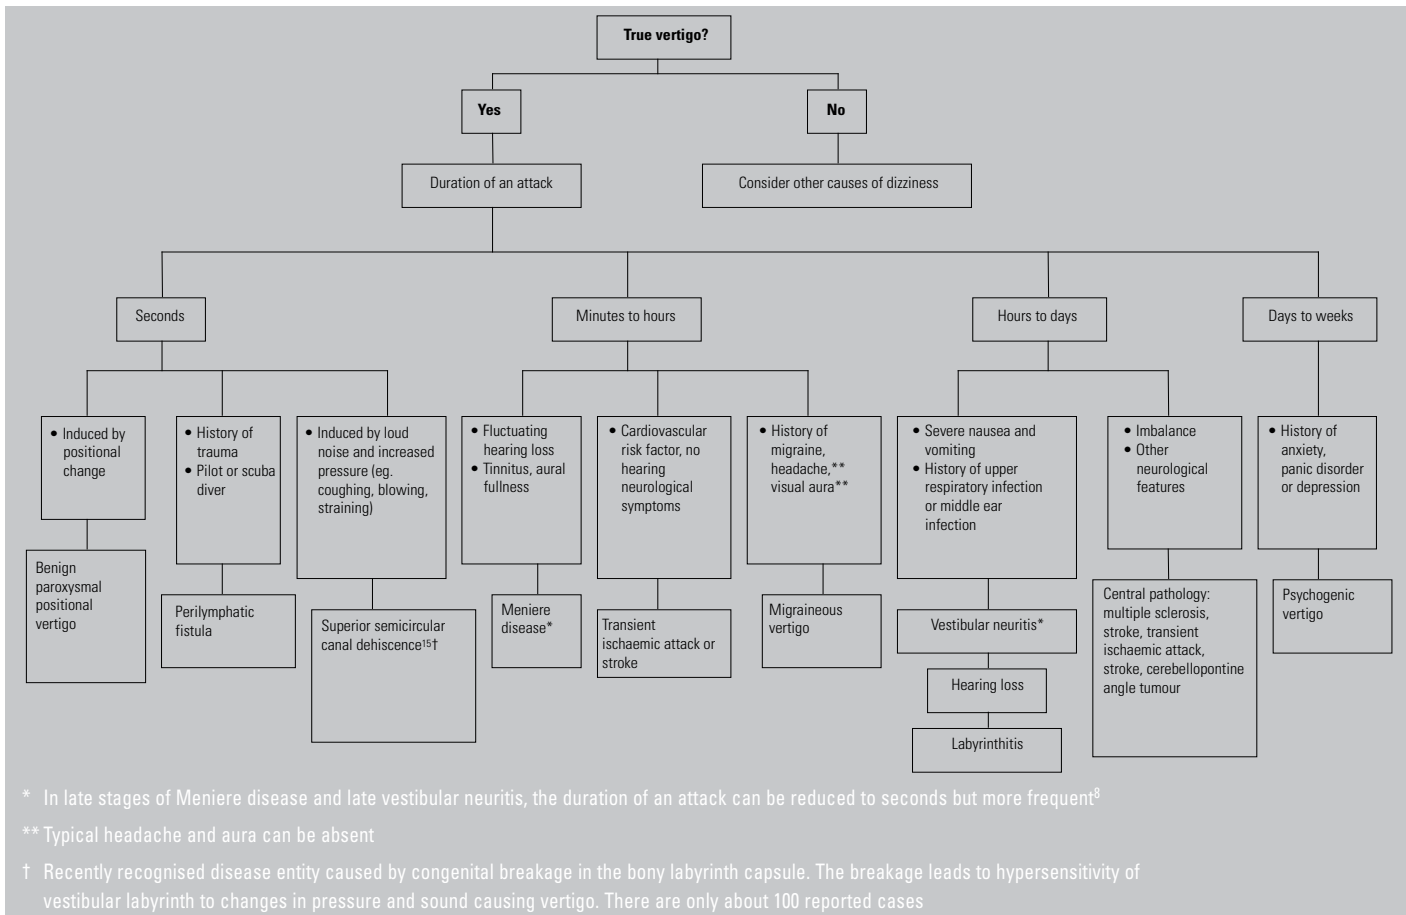 True vertigo?
Yes
No
Duration of an attack
Consider other causes of dizziness
Seconds
Minutes to hours
Hours to days
Days to weeks
• Induced by
positional
change
• History of
trauma
• Pilot or scuba
diver
• Induced by loud
noise and increased
pressure (eg.
coughing, blowing,
straining)
• Fluctuating
hearing loss
• Tinnitus, aural
fullness
• Cardiovascular
risk factor, no
hearing
neurological
symptoms
• History of
migraine,
headache,**
visual aura**
• Severe nausea and
vomiting
• History of upper
respiratory infection
or middle ear
infection
• Imbalance
• Other
neurological
features
• History of
anxiety,
panic disorder
or depression
Benign
paroxysmal
positional
vertigo
Perilymphatic
fistula
Superior semicircular
canal dehiscence¹⁵†
Meniere
disease*
Transient
ischaemic attack or
stroke
Migraineous
vertigo
Vestibular neuritis*
Hearing loss
Labyrinthitis
Central pathology:
multiple sclerosis,
stroke, transient
ischaemic attack,
stroke, cerebellopontine
angle tumour
Psychogenic
vertigo
* In late stages of Meniere disease and late vestibular neuritis, the duration of an attack can be reduced to seconds but more frequent⁸
** Typical headache and aura can be absent
† Recently recognised disease entity caused by congenital breakage in the bony labyrinth capsule. The breakage leads to hypersensitivity of
vestibular labyrinth to changes in pressure and sound causing vertigo. There are only about 100 reported cases